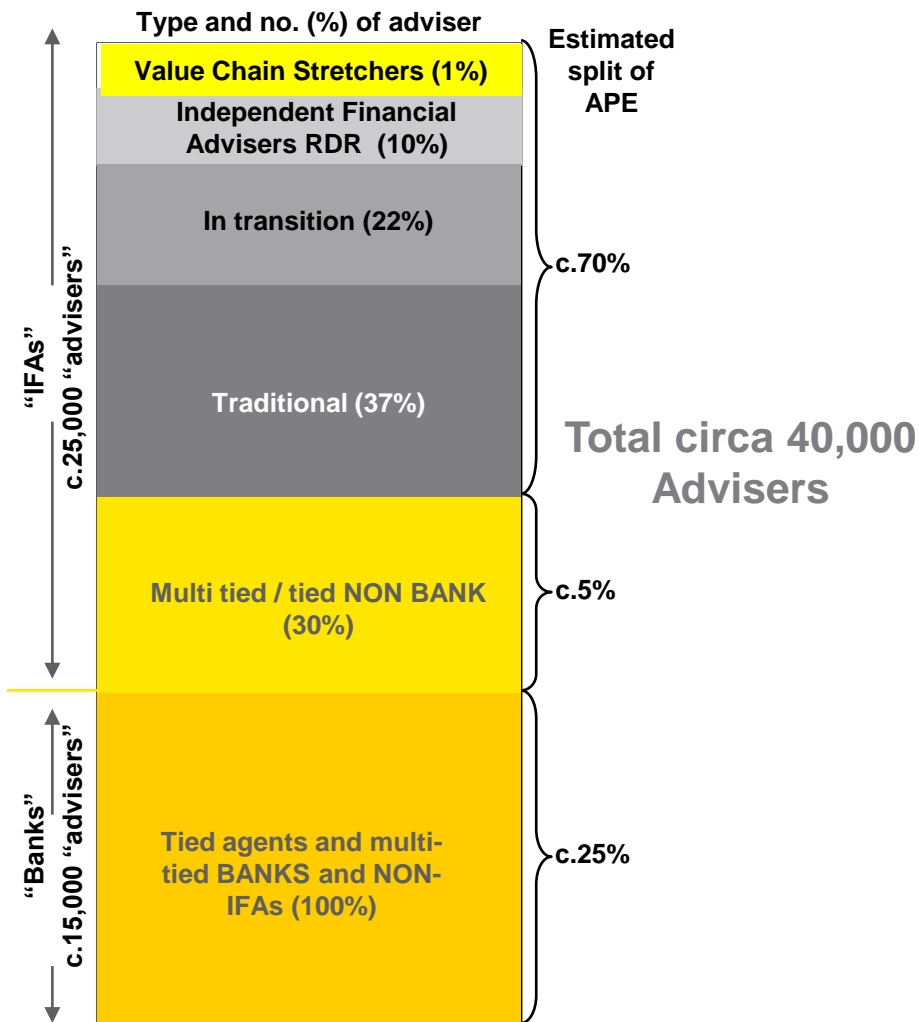 Type and no. (%) of adviser
Estimated
split of
APE
Value Chain Stretchers (1%)
Independent Financial
Advisers RDR (10%)
In transition (22%)
c.70%
“IFAs”
c.25,000 “advisers”
Traditional (37%)
Total circa 40,000
Advisers
Multi tied / tied NON BANK
(30%)
c.5%
“Banks”
c.15,000 “advisers”
Tied agents and multi-
tied BANKS and NON-
IFAs (100%)
c.25%